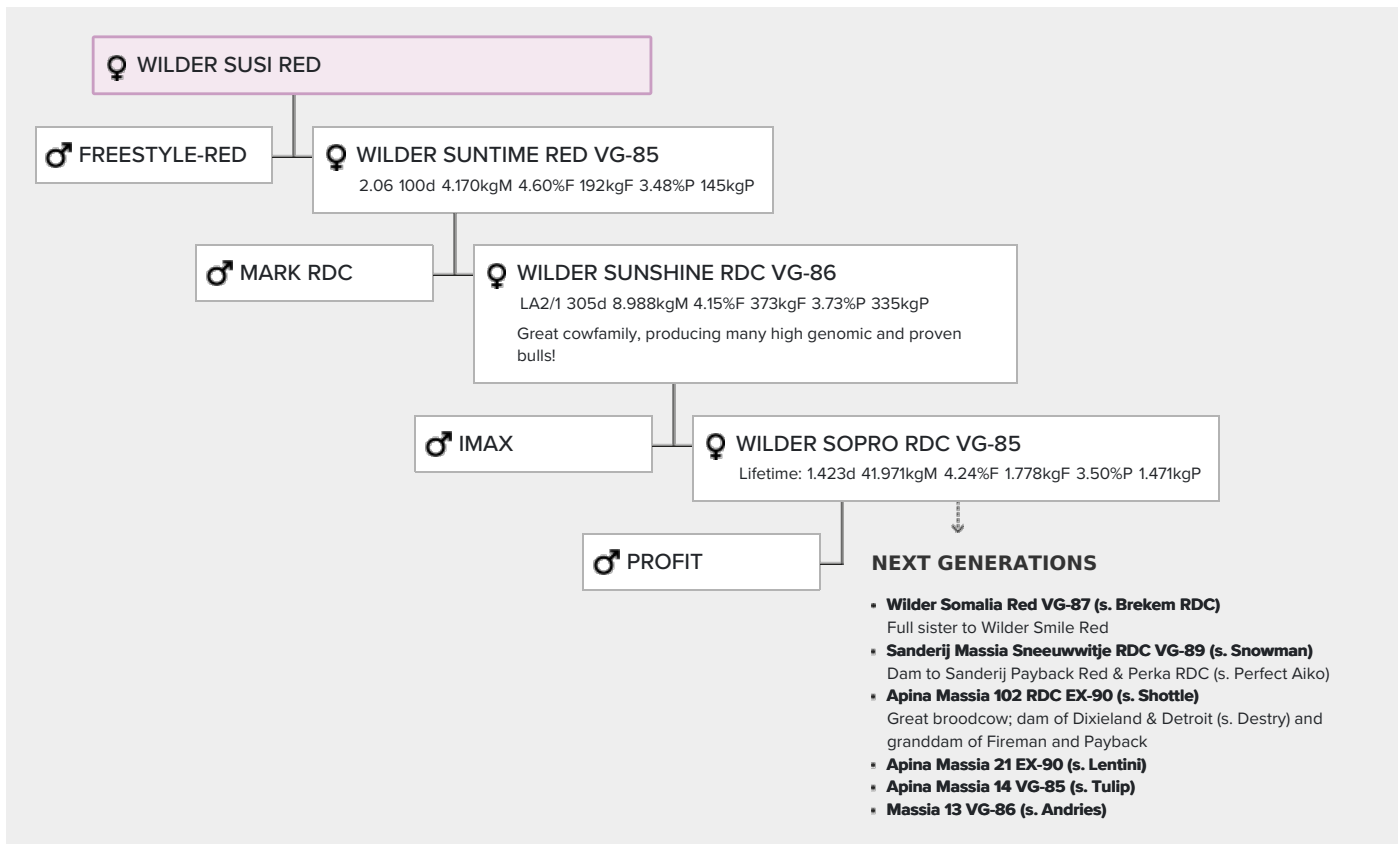 WILDER SUSI RED
FREESTYLE-RED
WILDER SUNTIME RED VG-85
2.06 100d 4.170kgM 4.60%F 192kgF 3.48%P 145kgP
MARK RDC
WILDER SUNSHINE RDC VG-86
LA2/1 305d 8.988kgM 4.15%F 373kgF 3.73%P 335kgP
Great cowfamily, producing many high genomic and proven
bulls!
IMAX
WILDER SOPRO RDC VG-85
Lifetime: 1.423d 41.971kgM 4.24%F 1.778kgF 3.50%P 1.471kgP
PROFIT
NEXT GENERATIONS
Wilder Somalia Red VG-87 (s. Brekem RDC)
Full sister to Wilder Smile Red
Sanderij Massia Sneeuwwitje RDC VG-89 (s. Snowman)
Dam to Sanderij Payback Red & Perka RDC (s. Perfect Aiko)
Apina Massia 102 RDC EX-90 (s. Shottle)
Great broodcow; dam of Dixieland & Detroit (s. Destry) and
granddam of Fireman and Payback
Apina Massia 21 EX-90 (s. Lentini)
Apina Massia 14 VG-85 (s. Tulip)
Massia 13 VG-86 (s. Andries)